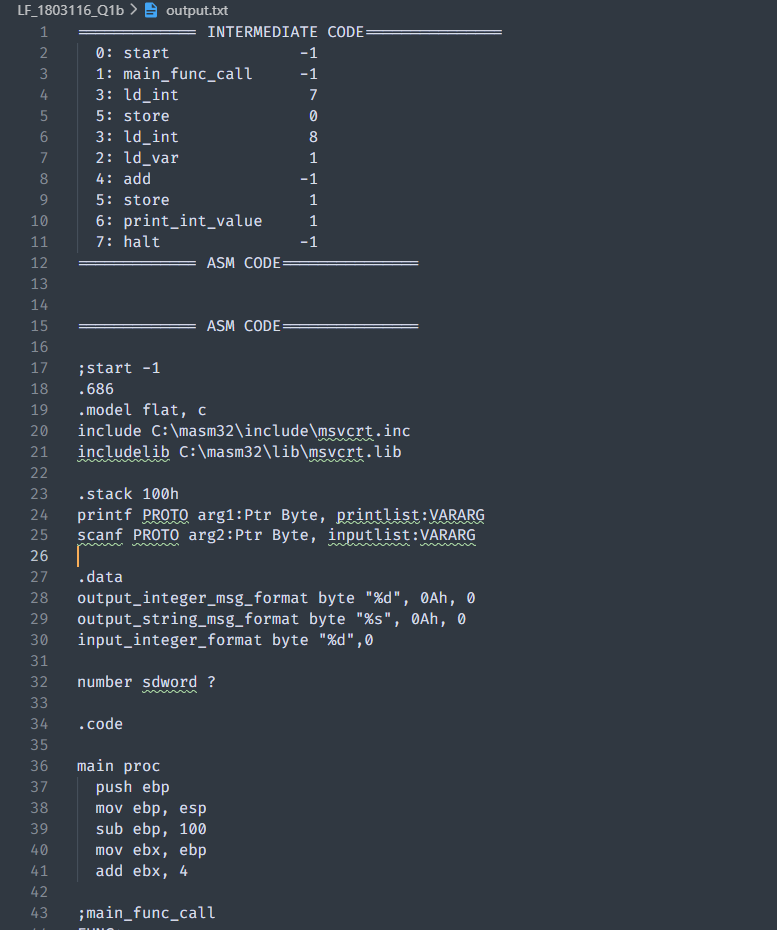 LF_1803116_Q1b > output.txt
1 ============= INTERMEDIATE CODE===============
2 0: start -1
3 1: main_func_call -1
4 3: ld_int 7
5 5: store 0
6 3: ld_int 8
7 2: ld_var 1
8 4: add -1
9 5: store 1
10 6: print_int_value 1
11 7: halt -1
12 ============= ASM CODE===============
13
14
15 ============= ASM CODE===============
16
17 ;start -1
18 .686
19 .model flat, c
20 include C:\masm32\include\msvcrt.inc
21 includelib C:\masm32\lib\msvcrt.lib
22
23 .stack 100h
24 printf PROTO arg1:Ptr Byte, printlist:VARARG
25 scanf PROTO arg2:Ptr Byte, inputlist:VARARG
26
27 .data
28 output_integer_msg_format byte "%d", 0Ah, 0
29 output_string_msg_format byte "%s", 0Ah, 0
30 input_integer_format byte "%d",0
31
32 number sdword ?
33
34 .code
35
36 main proc
37 push ebp
38 mov ebp, esp
39 sub ebp, 100
40 mov ebx, ebp
41 add ebx, 4
42
43 ;main_func_call